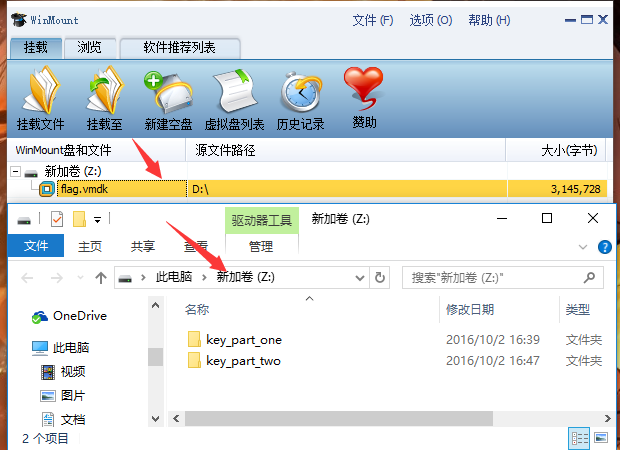 WinMount 文件 (F) 选项 (O) 帮助 (H)
挂载 浏览 软件推荐列表
挂载文件 挂载至 新建空盘 虚拟盘列表 历史记录 赞助
WinMount盘和文件 源文件路径 大小(字节)
新加卷 (Z:)
flag.vmdk D:\ 3,145,728
驱动器工具 新加卷 (Z:)
文件 主页 共享 查看 管理
此电脑 新加卷 (Z:) 搜索"新加卷 (Z:)"
名称 修改日期 类型
OneDrive
key_part_one 2016/10/2 16:39 文件夹
此电脑
key_part_two 2016/10/2 16:47 文件夹
视频
图片
文档
2 个项目